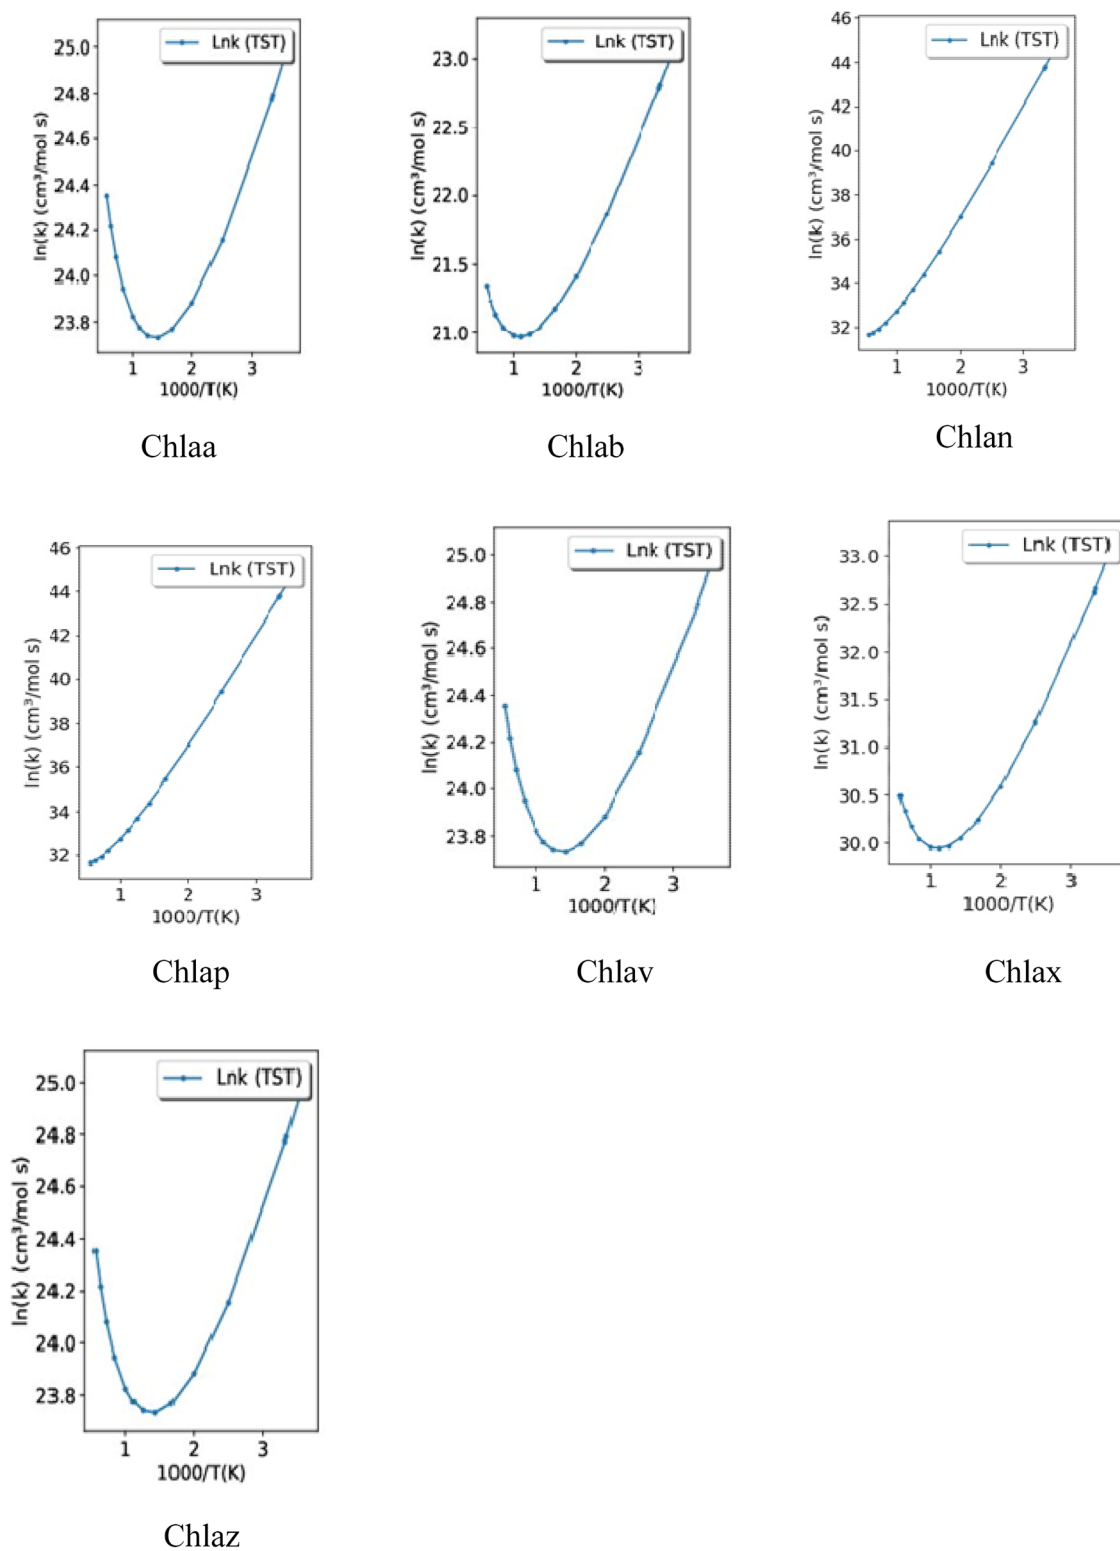 Lnk (TST)
ln(k) (cm³/mol s)
25.0
24.8
24.6
24.4
24.2
24.0
23.8
1 2 3
1000/T(K)
Chlaa
Lnk (TST)
ln(k) (cm³/mol s)
23.0
22.5
22.0
21.5
21.0
1 2 3
1000/T(K)
Chlab
Lnk (TST)
ln(k) (cm³/mol s)
46
44
42
40
38
36
34
32
1 2 3
1000/T(K)
Chlan
Lnk (TST)
ln(k) (cm³/mol s)
46
44
42
40
38
36
34
32
1 2 3
1000/T(K)
Chlap
Lnk (TST)
ln(k) (cm³/mol s)
25.0
24.8
24.6
24.4
24.2
24.0
23.8
1 2 3
1000/T(K)
Chlav
Lnk (TST)
ln(k) (cm³/mol s)
33.0
32.5
32.0
31.5
31.0
30.5
30.0
1 2 3
1000/T(K)
Chlax
Lnk (TST)
ln(k) (cm³/mol s)
25.0
24.8
24.6
24.4
24.2
24.0
23.8
1 2 3
1000/T(K)
Chlaz